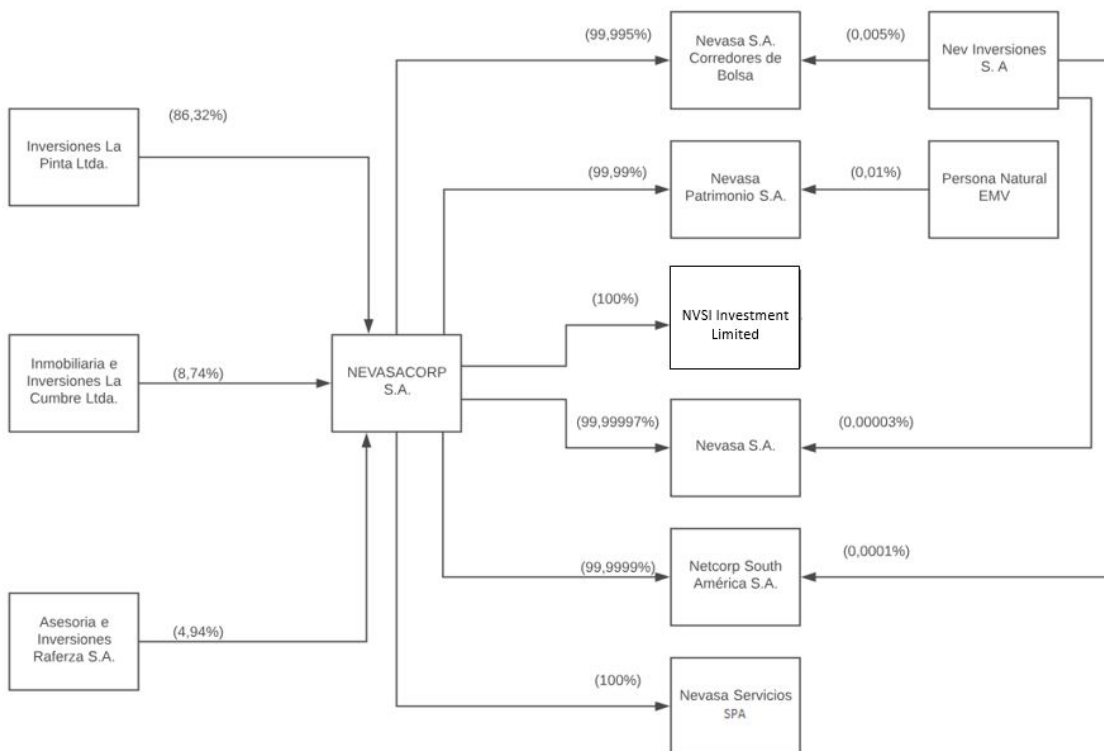 (99,995%)
Nevasa S.A.
Corredores de
Bolsa
(0,005%)
Nev Inversiones
S. A
(86,32%)
Inversiones La
Pinta Ltda.
(99,99%)
Nevasa
Patrimonio S.A.
(0,01%)
Persona Natural
EMV
(100%)
NVSI Investment
Limited
Inmobiliaria e
Inversiones La
Cumbre Ltda.
(8,74%)
NEVASACORP
S.A.
(99,99997%)
Nevasa S.A.
(0,00003%)
(99,9999%)
Netcorp South
América S.A.
(0,0001%)
Asesoria e
Inversiones
Raferza S.A.
(4,94%)
(100%)
Nevasa Servicios
SPA